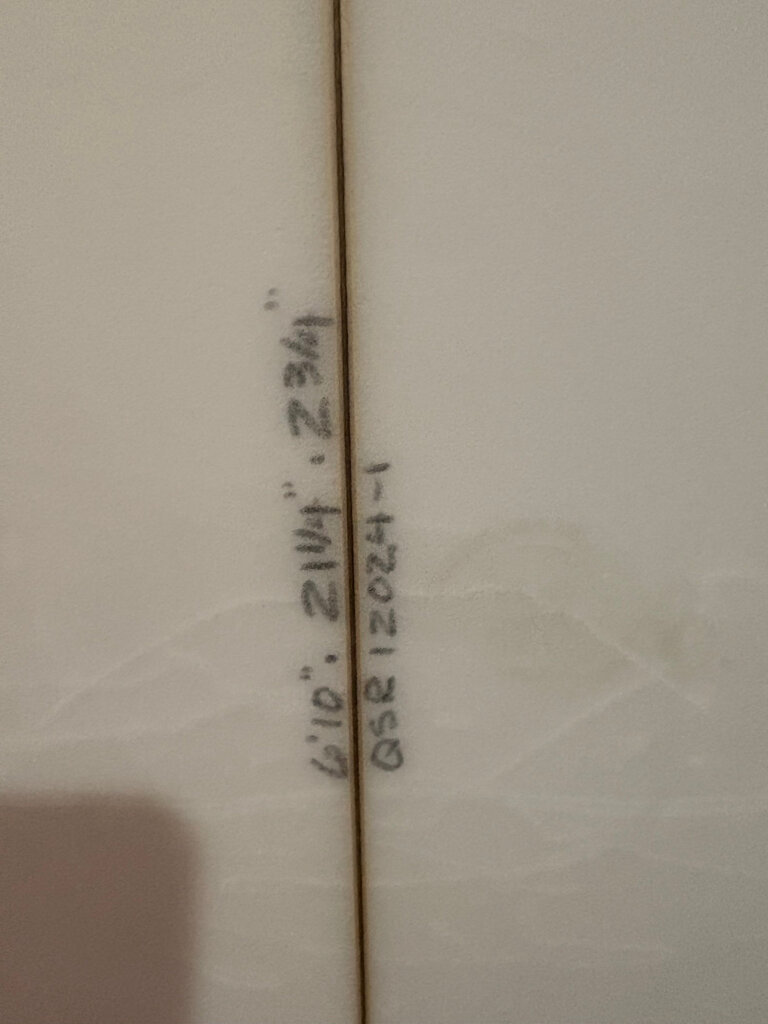 6'10" . 21 1/4" . 2 3/4"
QSR 12024-1